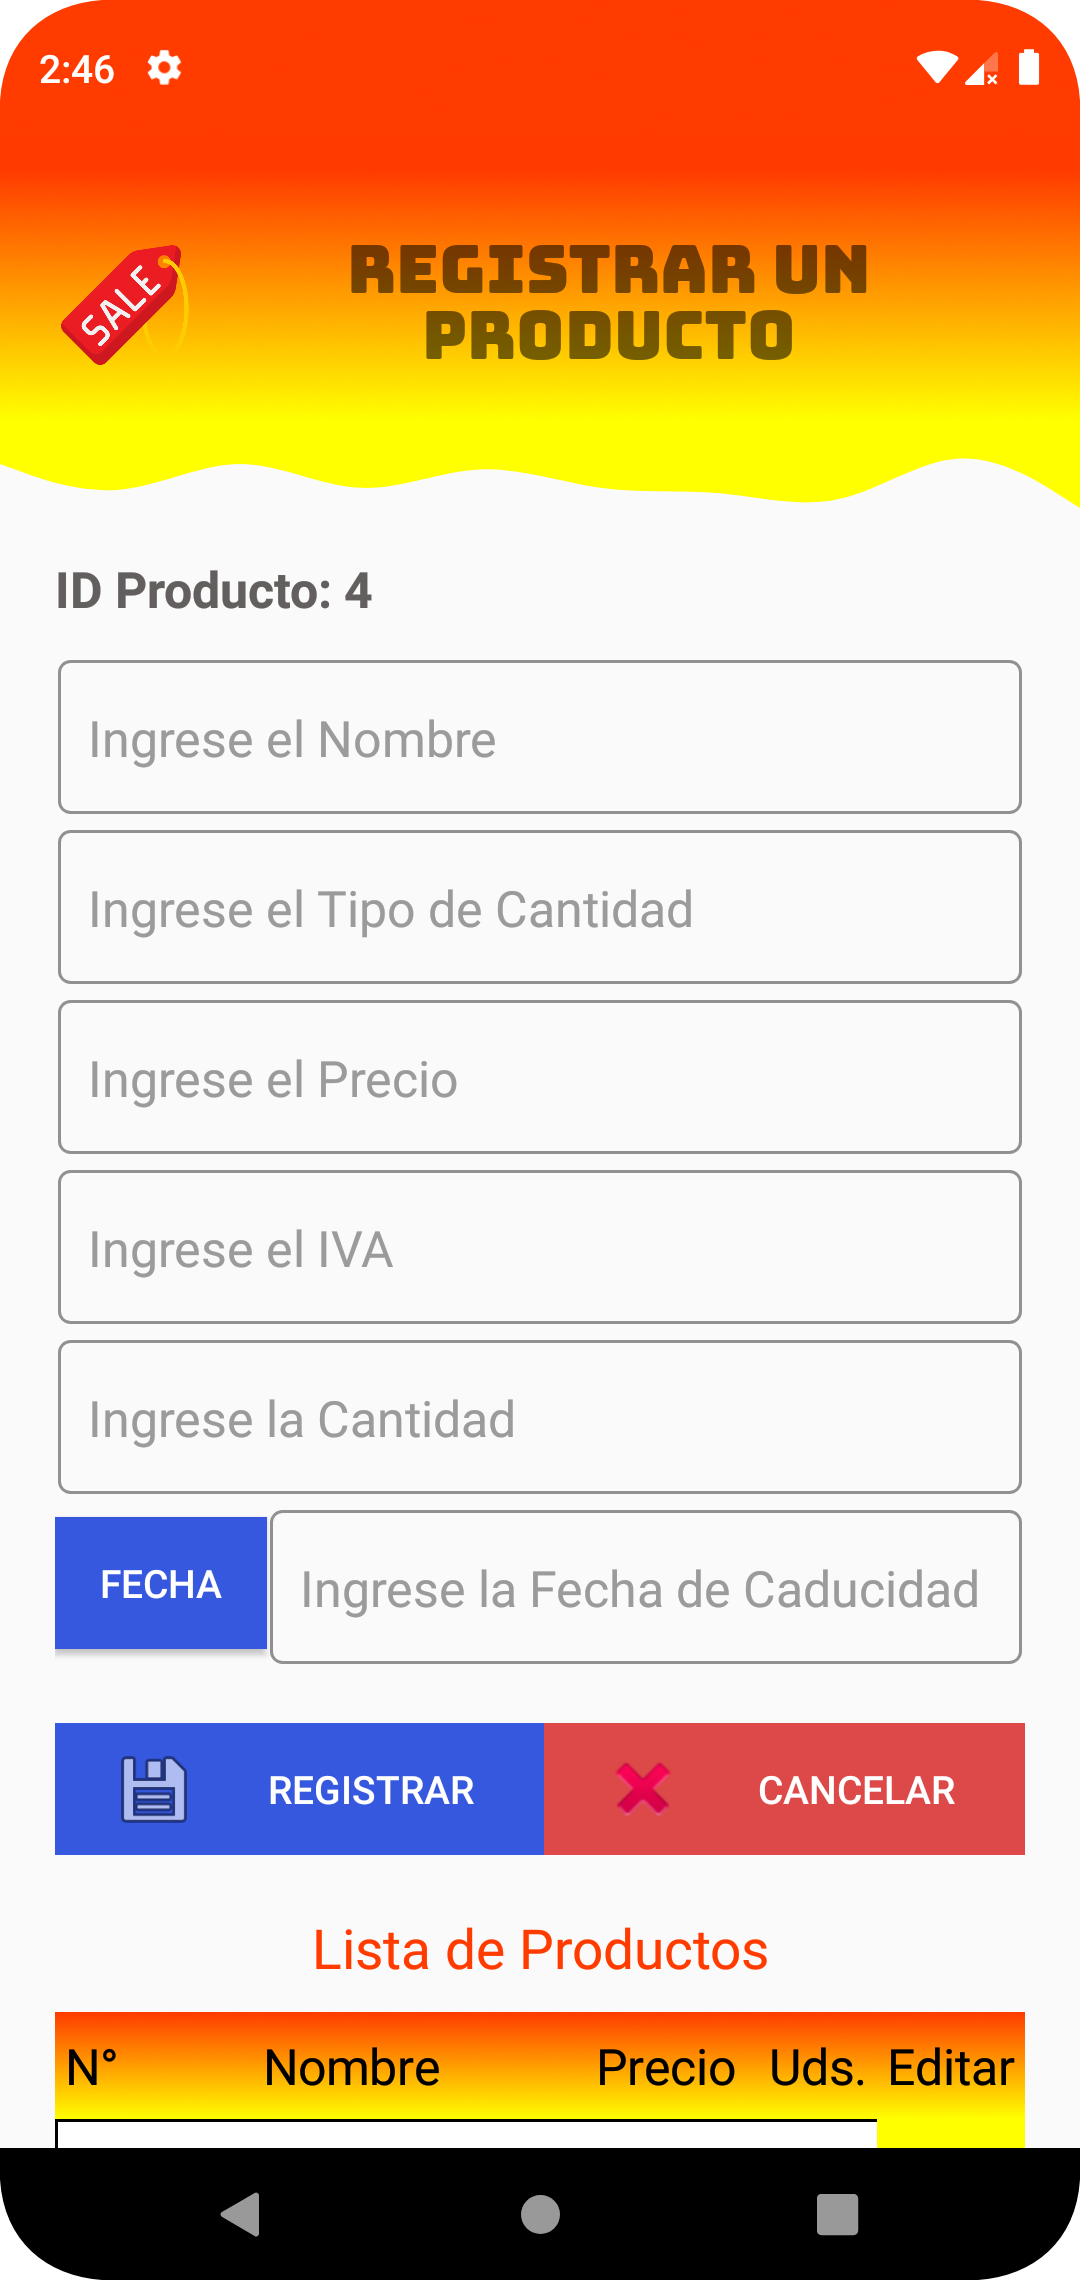 2:46
SALE
REGISTRAR UN
PRODUCTO
ID Producto: 4
Ingrese el Nombre
Ingrese el Tipo de Cantidad
Ingrese el Precio
Ingrese el IVA
Ingrese la Cantidad
FECHA
Ingrese la Fecha de Caducidad
REGISTRAR
CANCELAR
Lista de Productos
N° Nombre Precio Uds. Editar